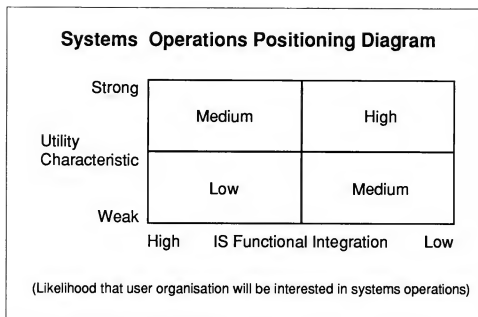 Systems Operations Positioning Diagram
Strong
Medium High
Utility
Characteristic
Low Medium
Weak
High IS Functional Integration Low
(Likelihood that user organisation will be interested in systems operations)